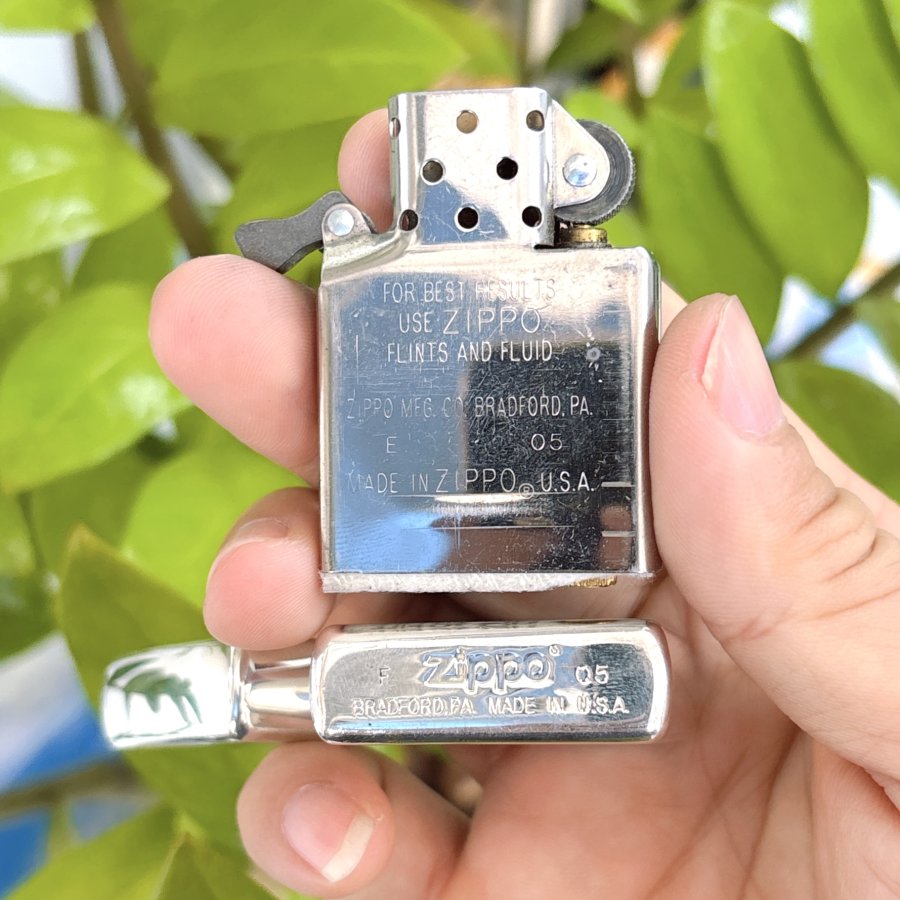 FOR BEST RESULTS
USE ZIPPO
FLINTS AND FLUID
ZIPPO MFG. CO. BRADFORD, PA.
E 05
MADE IN ZIPPO® U.S.A.
F Zippo® 05
BRADFORD, PA. MADE IN U.S.A.